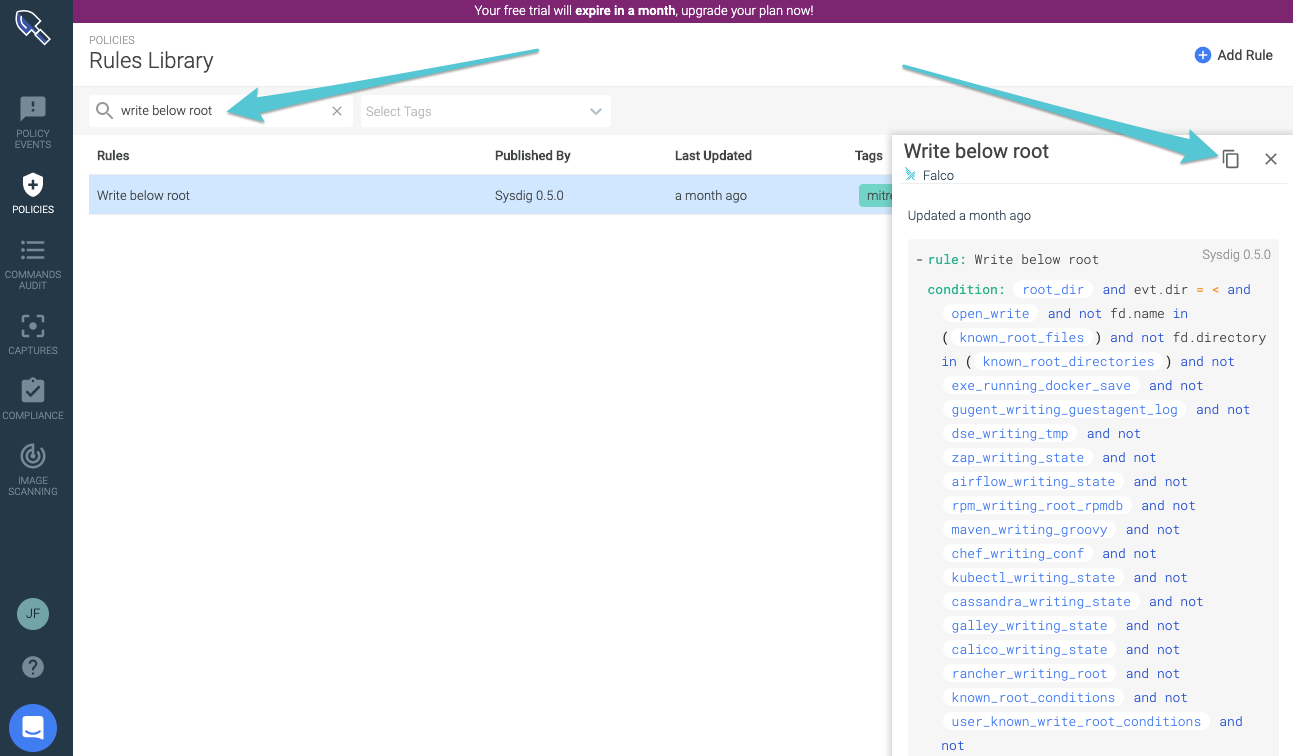 Your free trial will expire in a month, upgrade your plan now!
POLICIES
Rules Library
Add Rule
write below root
Select Tags
Rules Published By Last Updated Tags
Write below root Sysdig 0.5.0 a month ago mitre
POLICY
EVENTS
POLICIES
COMMANDS
AUDIT
CAPTURES
COMPLIANCE
IMAGE
SCANNING
JF
?
Write below root
Falco
Updated a month ago
Sysdig 0.5.0
- rule: Write below root
condition: root_dir and evt.dir = < and
open_write and not fd.name in
( known_root_files ) and not fd.directory
in ( known_root_directories ) and not
exe_running_docker_save and not
gugent_writing_guestagent_log and not
dse_writing_tmp and not
zap_writing_state and not
airflow_writing_state and not
rpm_writing_root_rpmdb and not
maven_writing_groovy and not
chef_writing_conf and not
kubectl_writing_state and not
cassandra_writing_state and not
galley_writing_state and not
calico_writing_state and not
rancher_writing_root and not
known_root_conditions and not
user_known_write_root_conditions and
not